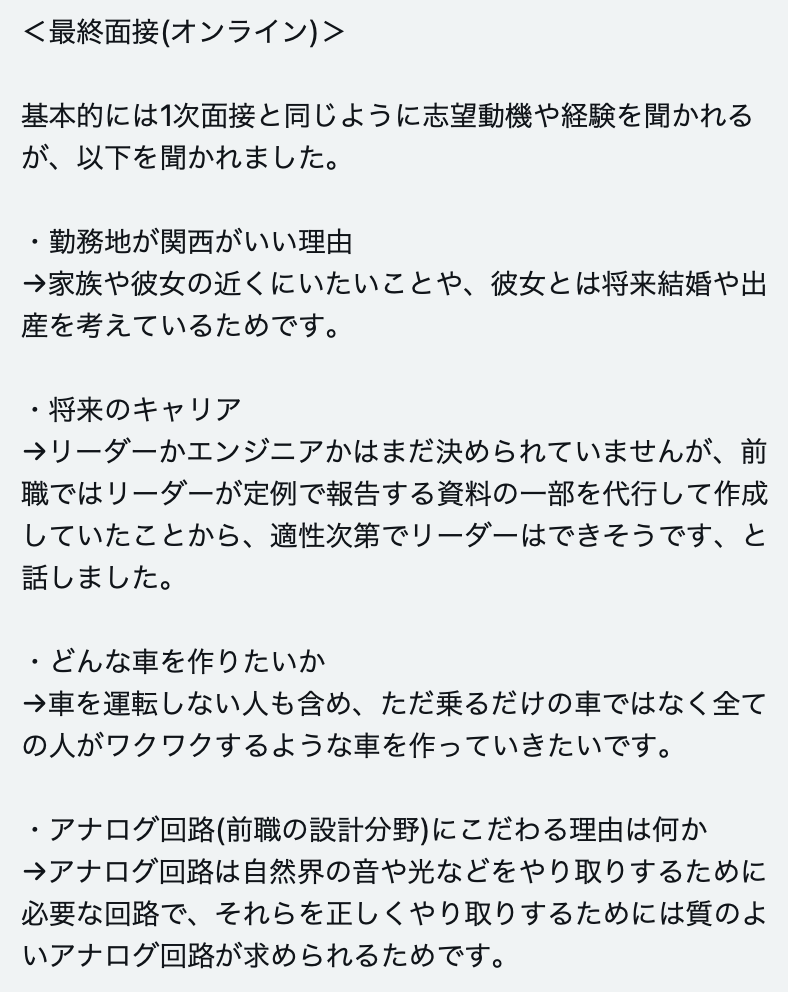 ＜最終面接(オンライン)＞
基本的には1次面接と同じように志望動機や経験を聞かれる
が、以下を聞かれました。
・勤務地が関西がいい理由
→家族や彼女の近くにいたいことや、彼女とは将来結婚や出
産を考えているためです。
・将来のキャリア
→リーダーかエンジニアかはまだ決められていませんが、前
職ではリーダーが定例で報告する資料の一部を代行して作成
していたことから、適性次第でリーダーはできそうです、と
話しました。
・どんな車を作りたいか
→車を運転しない人も含め、ただ乗るだけの車ではなく全て
の人がワクワクするような車を作っていきたいです。
・アナログ回路(前職の設計分野)にこだわる理由は何か
→アナログ回路は自然界の音や光などをやり取りするために
必要な回路で、それらを正しくやり取りするためには質のよ
いアナログ回路が求められるためです。